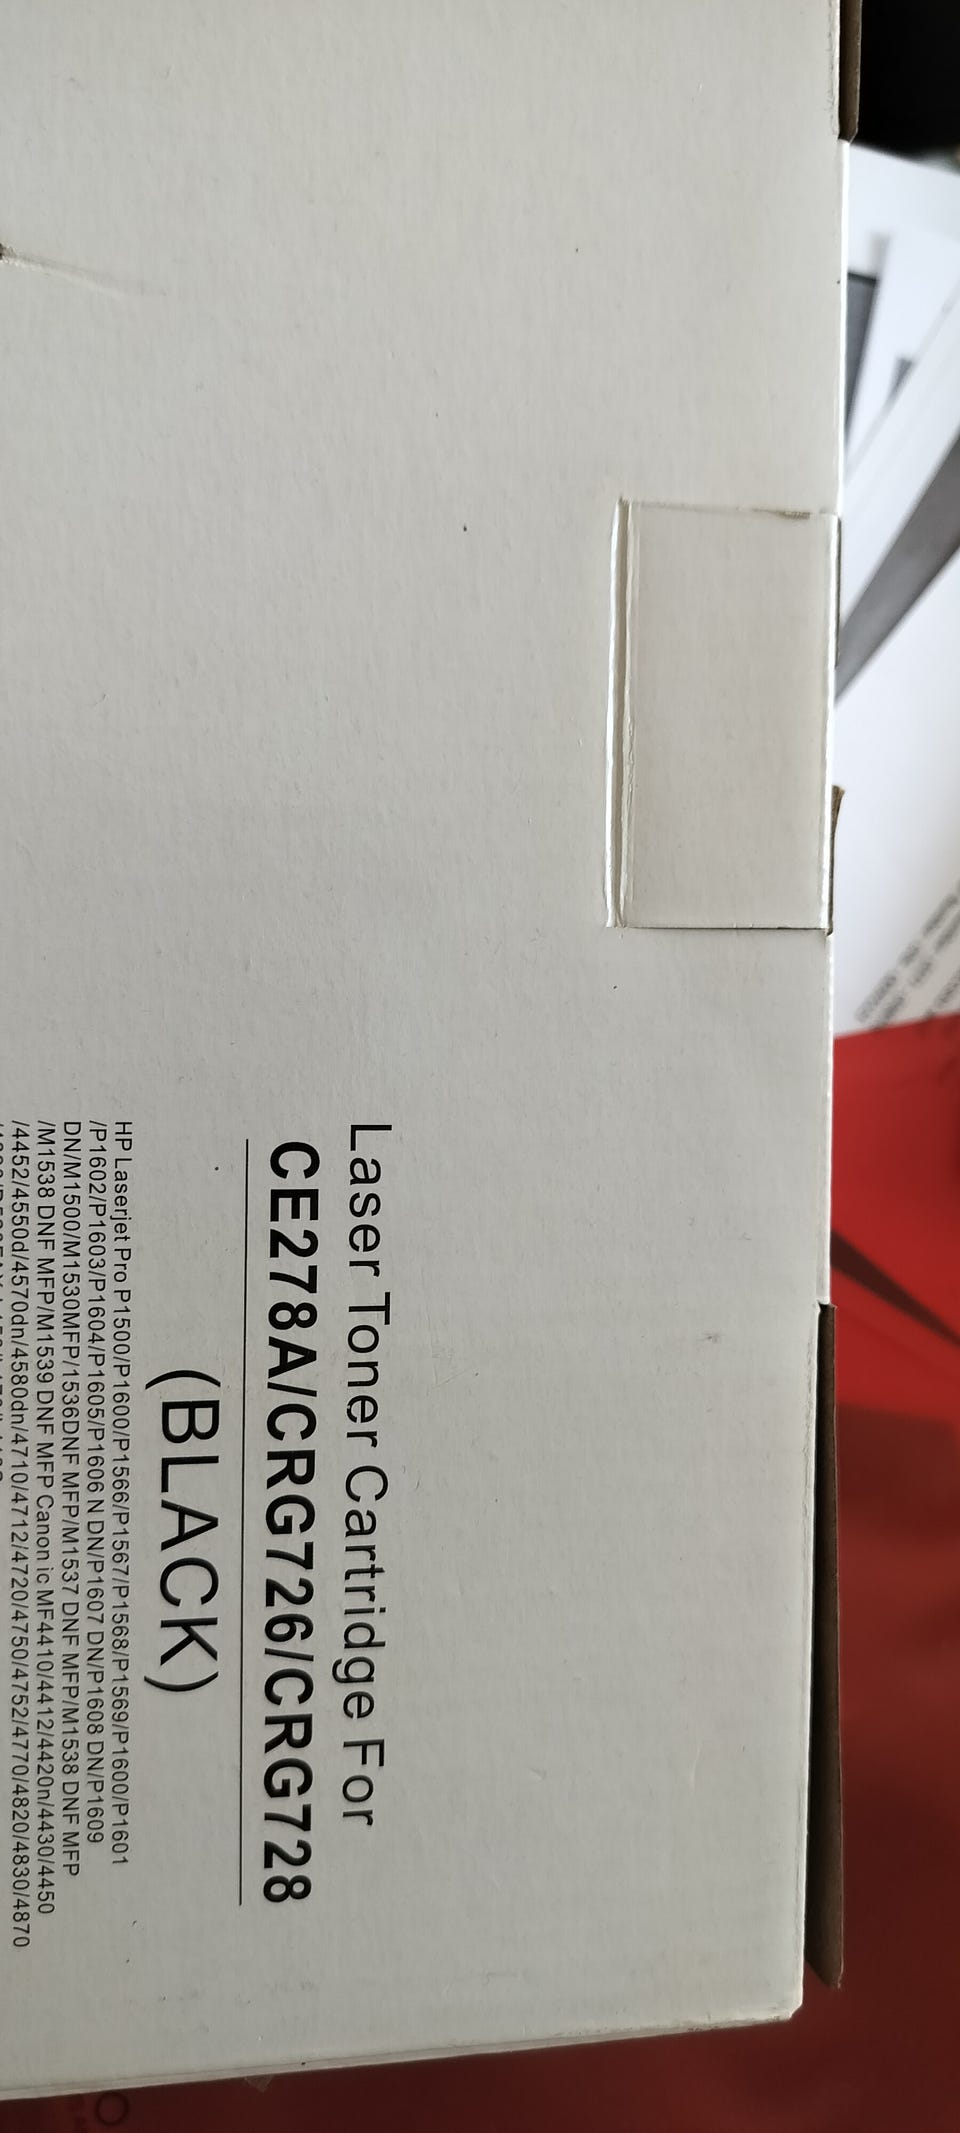 Laser Toner Cartridge For
CE278A/CRG726/CRG728
(BLACK)
HP Laserjet Pro P1500/P1600/P1566/P1567/P1568/P1569/P1600/P1601
/P1602/P1603/P1604/P1605/P1606 N DN/P1607 DN/P1608 DN/P1609
DN/M1500/M1530MFP/1536DNF MFP/M1537 DNF MFP/M1538 DNF MFP
/M1538 DNF MFP/M1539 DNF MFP Canon ic MF4410/4412/4420n/4430/4450
/4452/4550d/4570dn/4580dn/4710/4712/4720/4750/4752/4770/4820/4830/4870